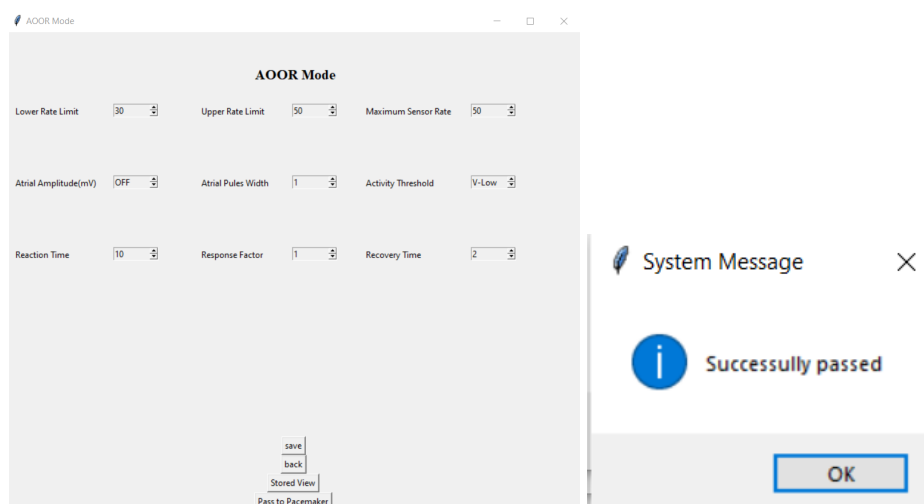 AOOR Mode
AOOR Mode
Lower Rate Limit 30 Upper Rate Limit 50 Maximum Sensor Rate 50
Atrial Amplitude(mV) OFF Atrial Pules Width 1 Activity Threshold V-Low
Reaction Time 10 Response Factor 1 Recovery Time 2
save
back
Stored View
Pass to Pacemaker
System Message
Successully passed
OK